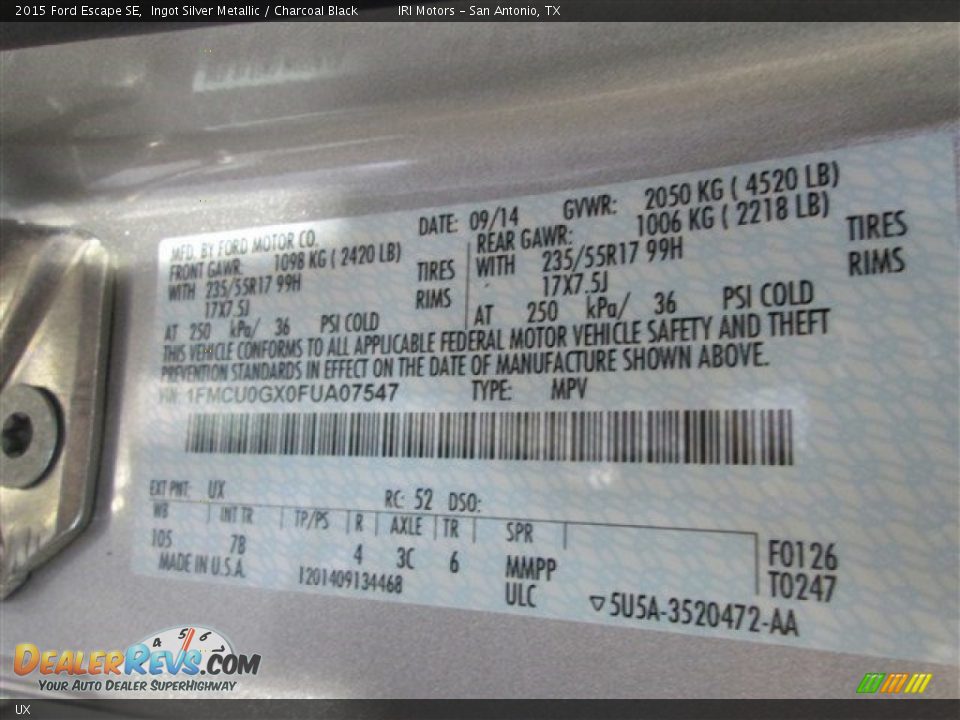 2015 Ford Escape SE, Ingot Silver Metallic / Charcoal Black IRI Motors – San Antonio, TX
MFD. BY FORD MOTOR CO. DATE: 09/14 GVWR: 2050 KG ( 4520 LB)
FRONT GAWR: 1098 KG ( 2420 LB) REAR GAWR: 1006 KG ( 2218 LB)
WITH 235/55R17 99H TIRES WITH 235/55R17 99H TIRES
17X7.5J RIMS 17X7.5J RIMS
AT 250 kPa/ 36 PSI COLD AT 250 kPa/ 36 PSI COLD
THIS VEHICLE CONFORMS TO ALL APPLICABLE FEDERAL MOTOR VEHICLE SAFETY AND THEFT
PREVENTION STANDARDS IN EFFECT ON THE DATE OF MANUFACTURE SHOWN ABOVE.
VIN: 1FMCU0GX0FUA07547 TYPE: MPV
EXT PNT: UX RC: 52 DSO:
WB INT TR TP/PS R AXLE TR SPR
105 7B 4 3C 6 MMPP F0126
MADE IN U.S.A. 1201409134468 ULC T0247
▽5U5A-3520472-AA
4 5 6
DEALERREVS.COM
YOUR AUTO DEALER SUPERHIGHWAY
UX